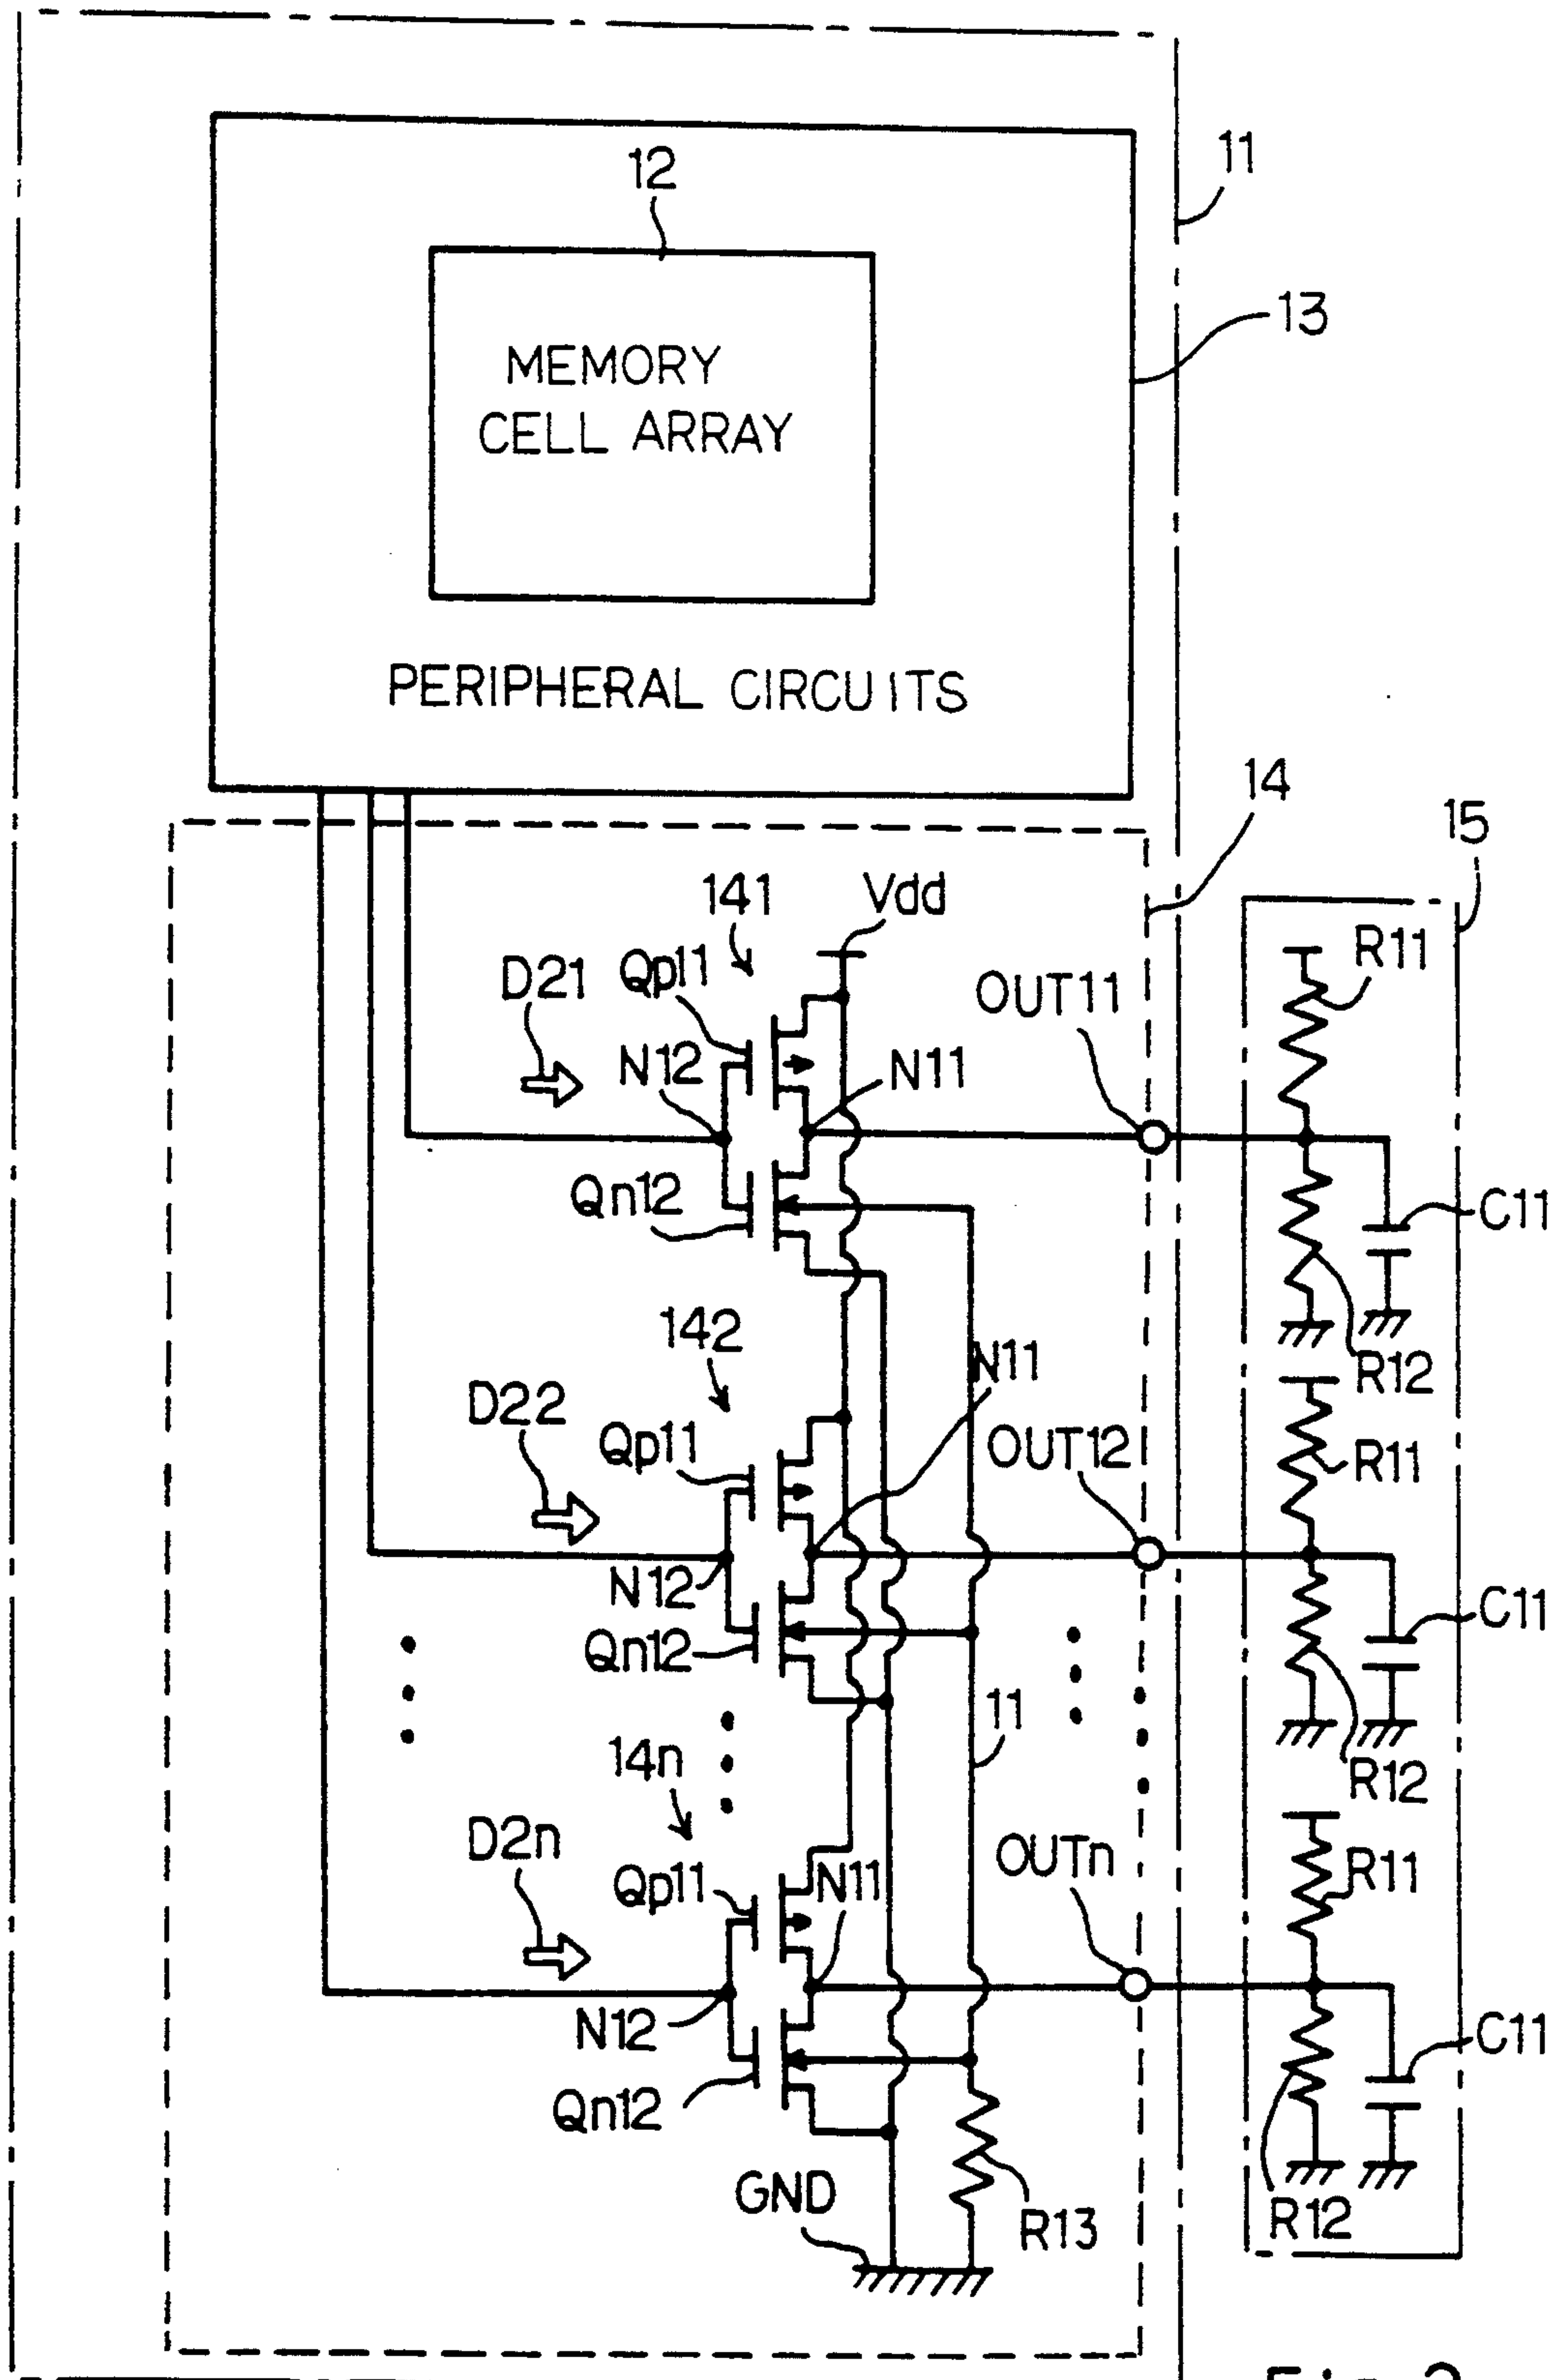 12
11
MEMORY
CELL ARRAY
13
PERIPHERAL CIRCUITS
14
15
141
Vdd
D21
Qp11
OUT11
R11
N12
N11
Qn12
C11
142
N11
R12
D22
Qp11
OUT12
R11
N12
C11
Qn12
11
14n
R12
D2n
OUTn
Qp11
N11
R11
N12
C11
Qn12
GND
R13
R12